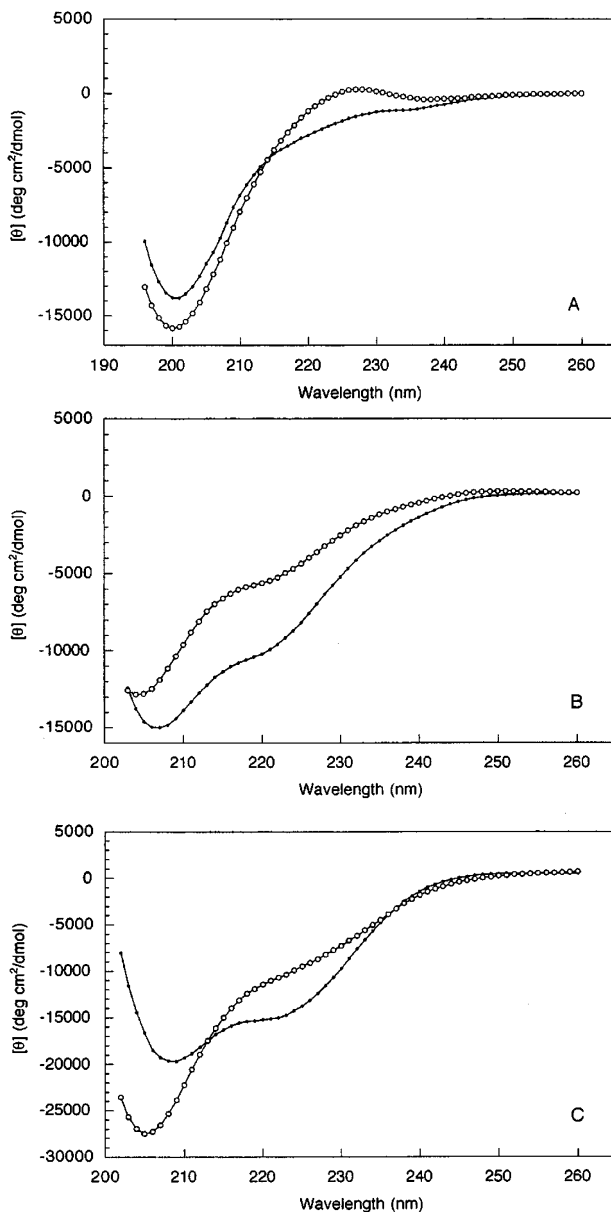 5000
0
-5000
-10000
-15000
[θ] (deg cm²/dmol)
A
190 200 210 220 230 240 250 260
Wavelength (nm)
5000
0
-5000
-10000
-15000
[θ] (deg cm²/dmol)
B
200 210 220 230 240 250 260
Wavelength (nm)
5000
0
-5000
-10000
-15000
-20000
-25000
-30000
[θ] (deg cm²/dmol)
C
200 210 220 230 240 250 260
Wavelength (nm)